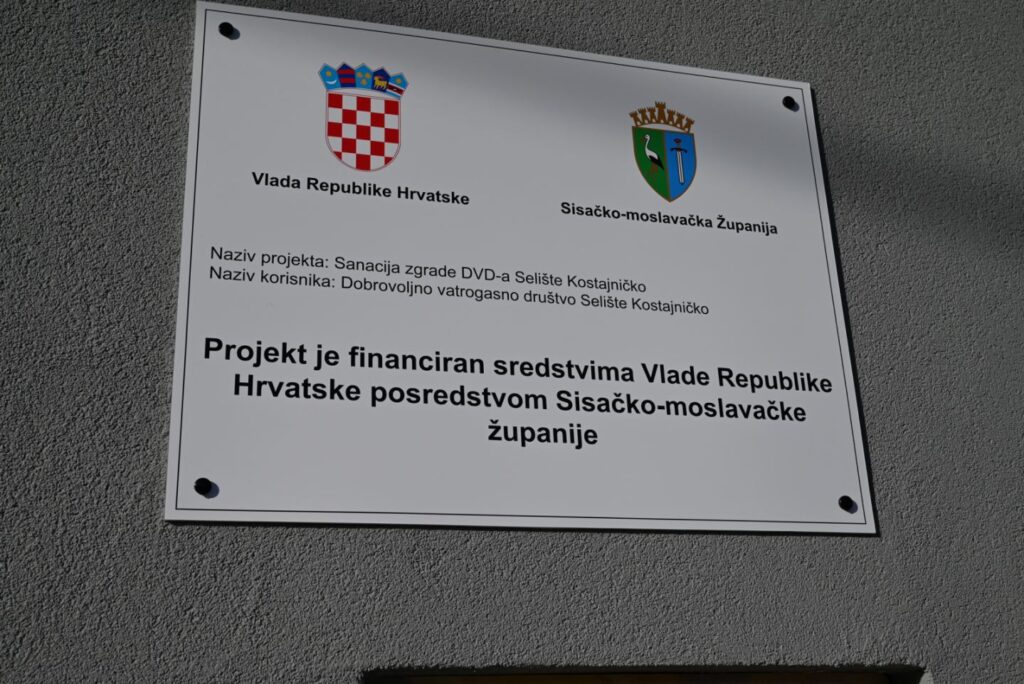 Vlada Republike Hrvatske
Sisačko-moslavačka Županija
Naziv projekta: Sanacija zgrade DVD-a Selište Kostajničko
Naziv korisnika: Dobrovoljno vatrogasno društvo Selište Kostajničko
Projekt je financiran sredstvima Vlade Republike
Hrvatske posredstvom Sisačko-moslavačke
županije